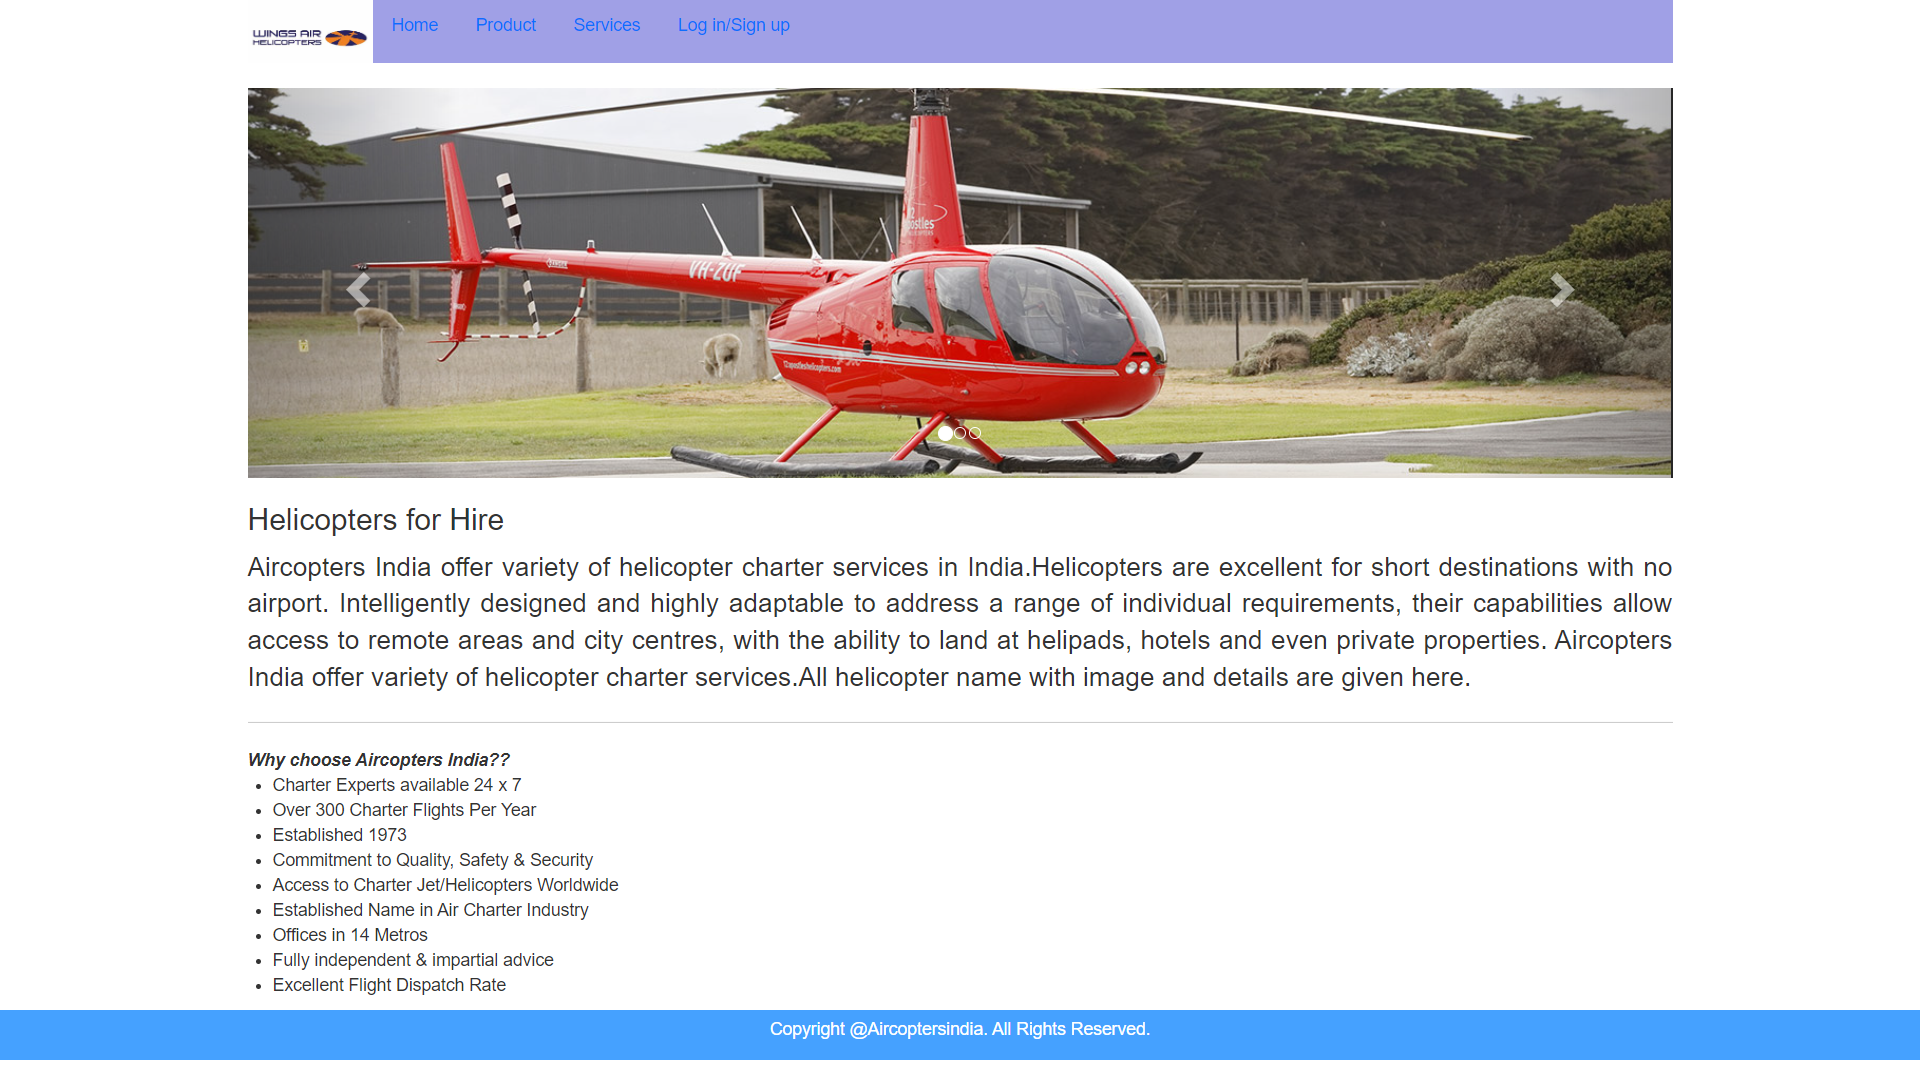 WINGS AIR
HELICOPTERS
Home
Product
Services
Log in/Sign up
VH-ZUF
12apostleshelicopters.com
Helicopters for Hire
Aircopters India offer variety of helicopter charter services in India.Helicopters are excellent for short destinations with no
airport. Intelligently designed and highly adaptable to address a range of individual requirements, their capabilities allow
access to remote areas and city centres, with the ability to land at helipads, hotels and even private properties. Aircopters
India offer variety of helicopter charter services.All helicopter name with image and details are given here.
Why choose Aircopters India??
Charter Experts available 24 x 7
Over 300 Charter Flights Per Year
Established 1973
Commitment to Quality, Safety & Security
Access to Charter Jet/Helicopters Worldwide
Established Name in Air Charter Industry
Offices in 14 Metros
Fully independent & impartial advice
Excellent Flight Dispatch Rate
Copyright @Aircoptersindia. All Rights Reserved.